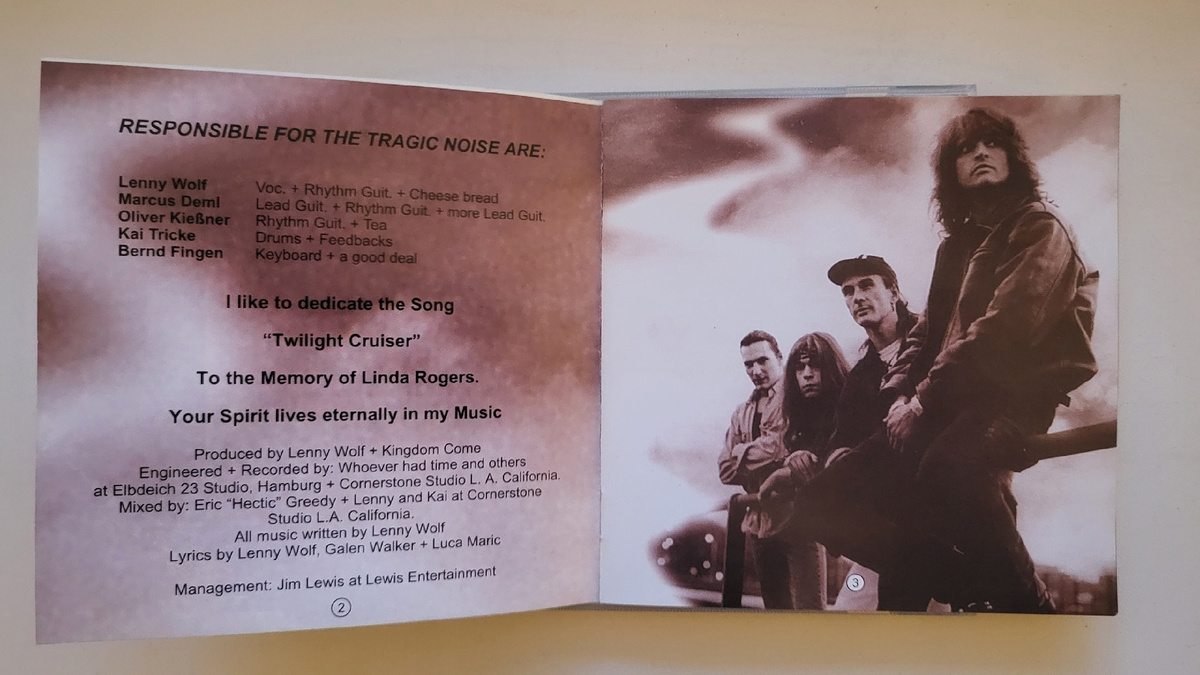 RESPONSIBLE FOR THE TRAGIC NOISE ARE:
Lenny Wolf Voc. + Rhythm Guit. + Cheese bread
Marcus Deml Lead Guit. + Rhythm Guit. + more Lead Guit.
Oliver Kießner Rhythm Guit. + Tea
Kai Tricke Drums + Feedbacks
Bernd Fingen Keyboard + a good deal
I like to dedicate the Song
“Twilight Cruiser”
To the Memory of Linda Rogers.
Your Spirit lives eternally in my Music
Produced by Lenny Wolf + Kingdom Come
Engineered + Recorded by: Whoever had time and others
at Elbdeich 23 Studio, Hamburg + Cornerstone Studio L. A. California.
Mixed by: Eric “Hectic” Greedy + Lenny and Kai at Cornerstone
Studio L.A. California.
All music written by Lenny Wolf
Lyrics by Lenny Wolf, Galen Walker + Luca Maric
Management: Jim Lewis at Lewis Entertainment
2
3